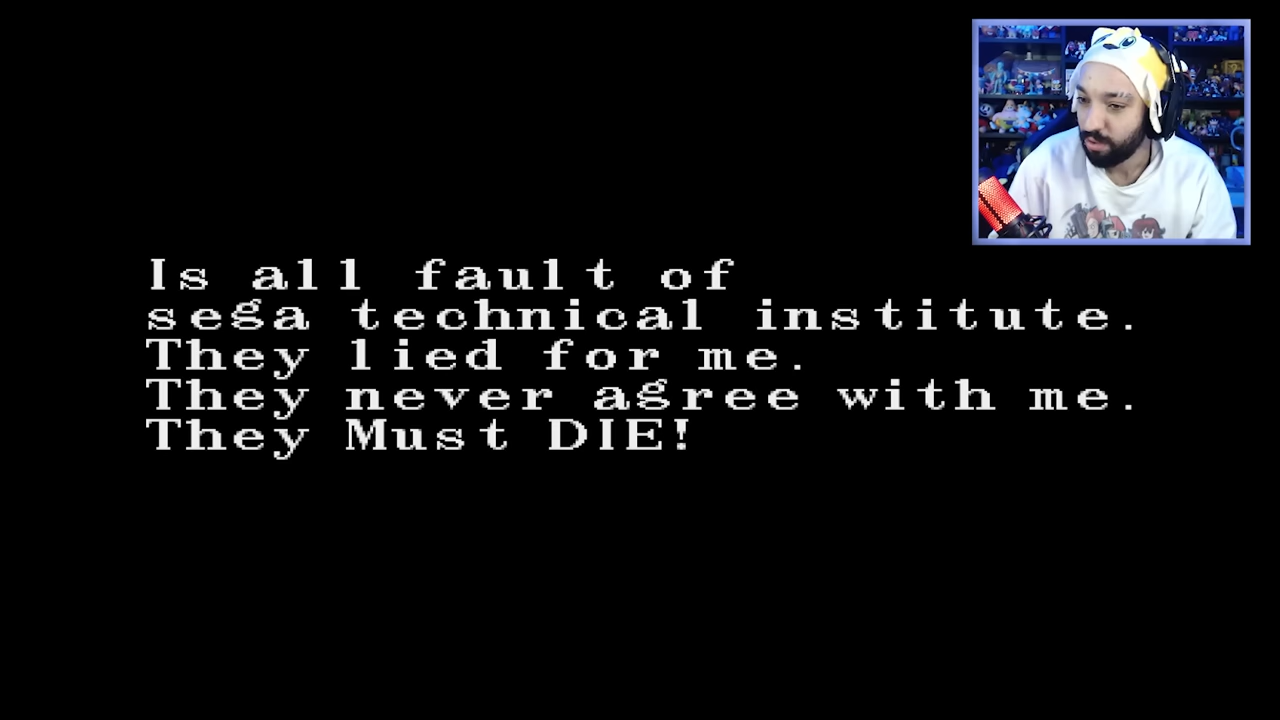 Is all fault of
sega technical institute.
They lied for me.
They never agree with me.
They Must DIE!